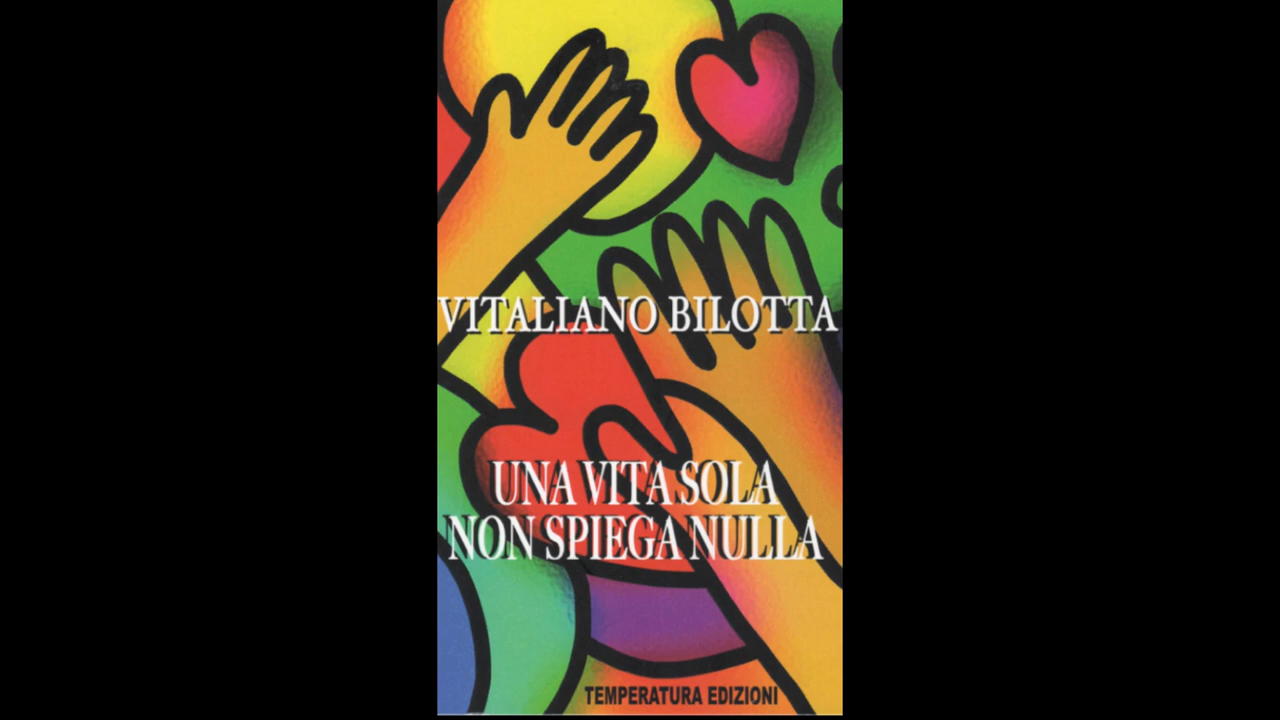 VITALIANO BILOTTA
UNA VITA SOLA
NON SPIEGA NULLA
TEMPERATURA EDIZIONI